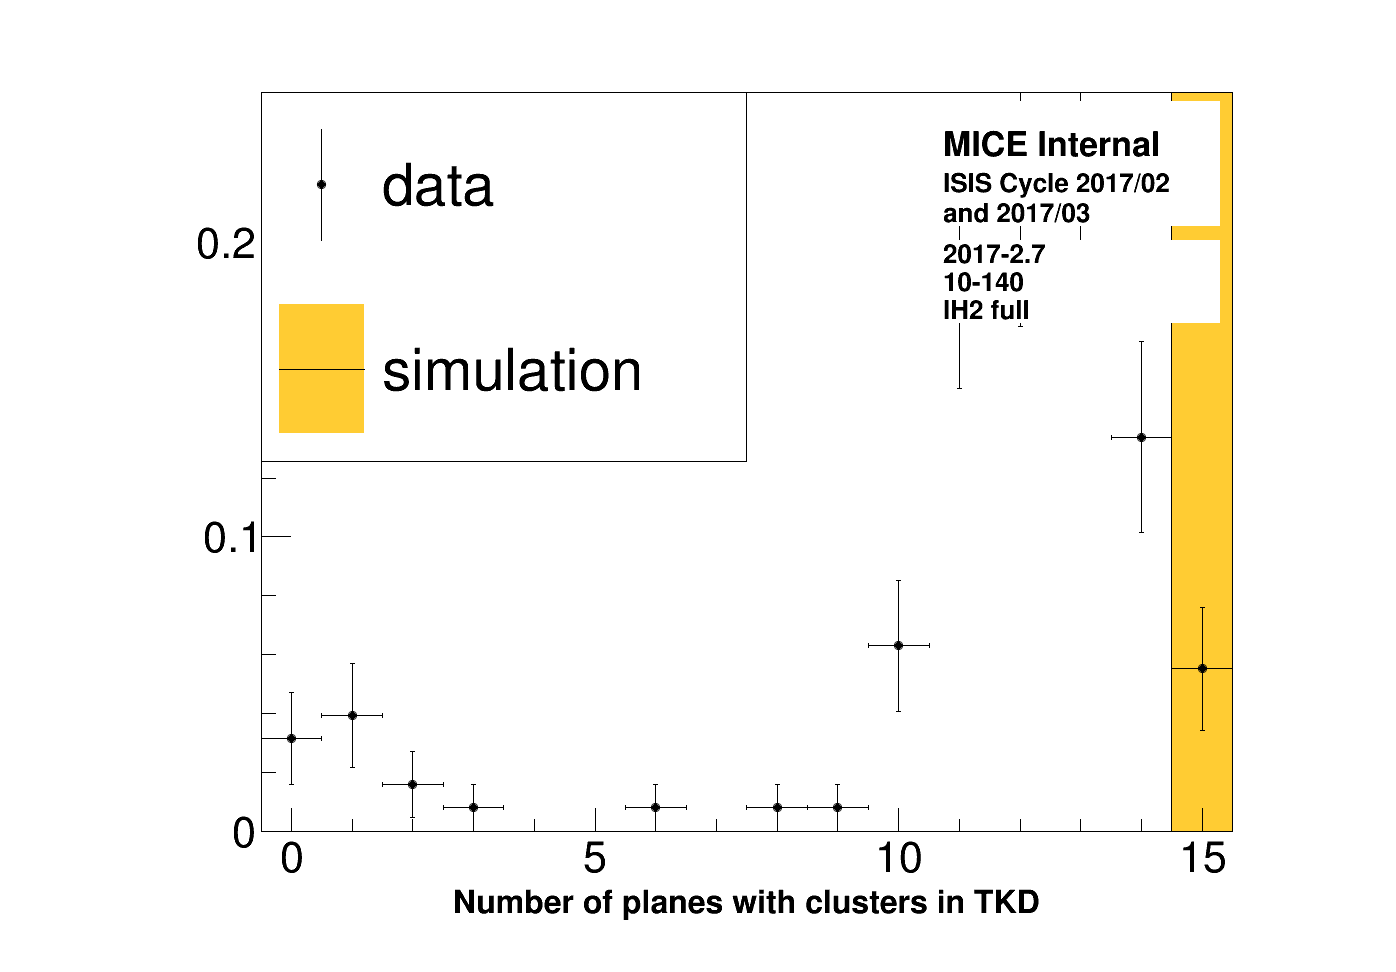 MICE Internal
ISIS Cycle 2017/02
and 2017/03
2017-2.7
10-140
lH2 full
data
simulation
0.2
0.1
0
0 5 10 15
Number of planes with clusters in TKD